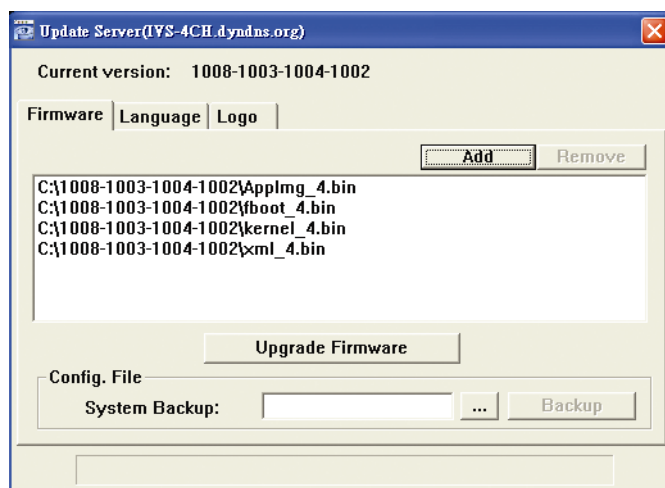 Update Server(IVS-4CH.dyndns.org)
Current version: 1008-1003-1004-1002
Firmware Language Logo
Add Remove
C:\1008-1003-1004-1002\AppImg_4.bin
C:\1008-1003-1004-1002\fboot_4.bin
C:\1008-1003-1004-1002\kernel_4.bin
C:\1008-1003-1004-1002\xml_4.bin
Upgrade Firmware
Config. File
System Backup: ... Backup